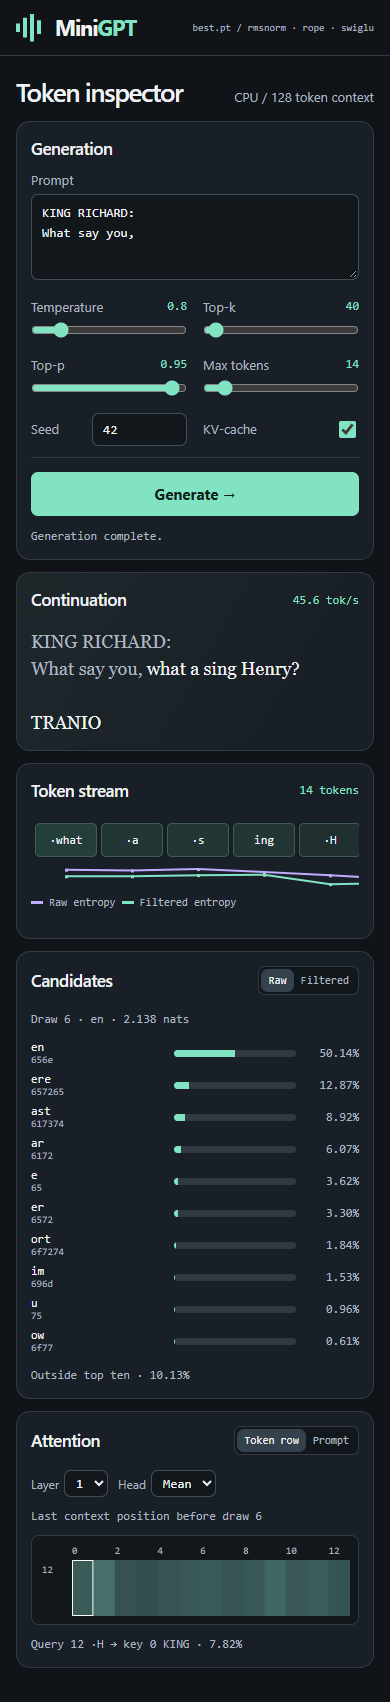 MiniGPT
best.pt / rmsnorm · rope · swiglu
Token inspector
CPU / 128 token context
Generation
Prompt
KING RICHARD:
What say you,
Temperature 0.8
Top-k 40
Top-p 0.95
Max tokens 14
Seed 42
KV-cache
Generate →
Generation complete.
Continuation
45.6 tok/s
KING RICHARD:
What say you, what a sing Henry?
TRANIO
Token stream
14 tokens
·what ·a ·s ing ·H
Raw entropy Filtered entropy
Candidates
Raw Filtered
Draw 6 · en · 2.138 nats
en 50.14%
656e
ere 12.87%
657265
ast 8.92%
617374
ar 6.07%
6172
e 3.62%
65
er 3.30%
6572
ort 1.84%
6f7274
im 1.53%
696d
u 0.96%
75
ow 0.61%
6f77
Outside top ten · 10.13%
Attention
Token row Prompt
Layer 1 Head Mean
Last context position before draw 6
0 2 4 6 8 10 12
12
Query 12 ·H → key 0 KING · 7.82%